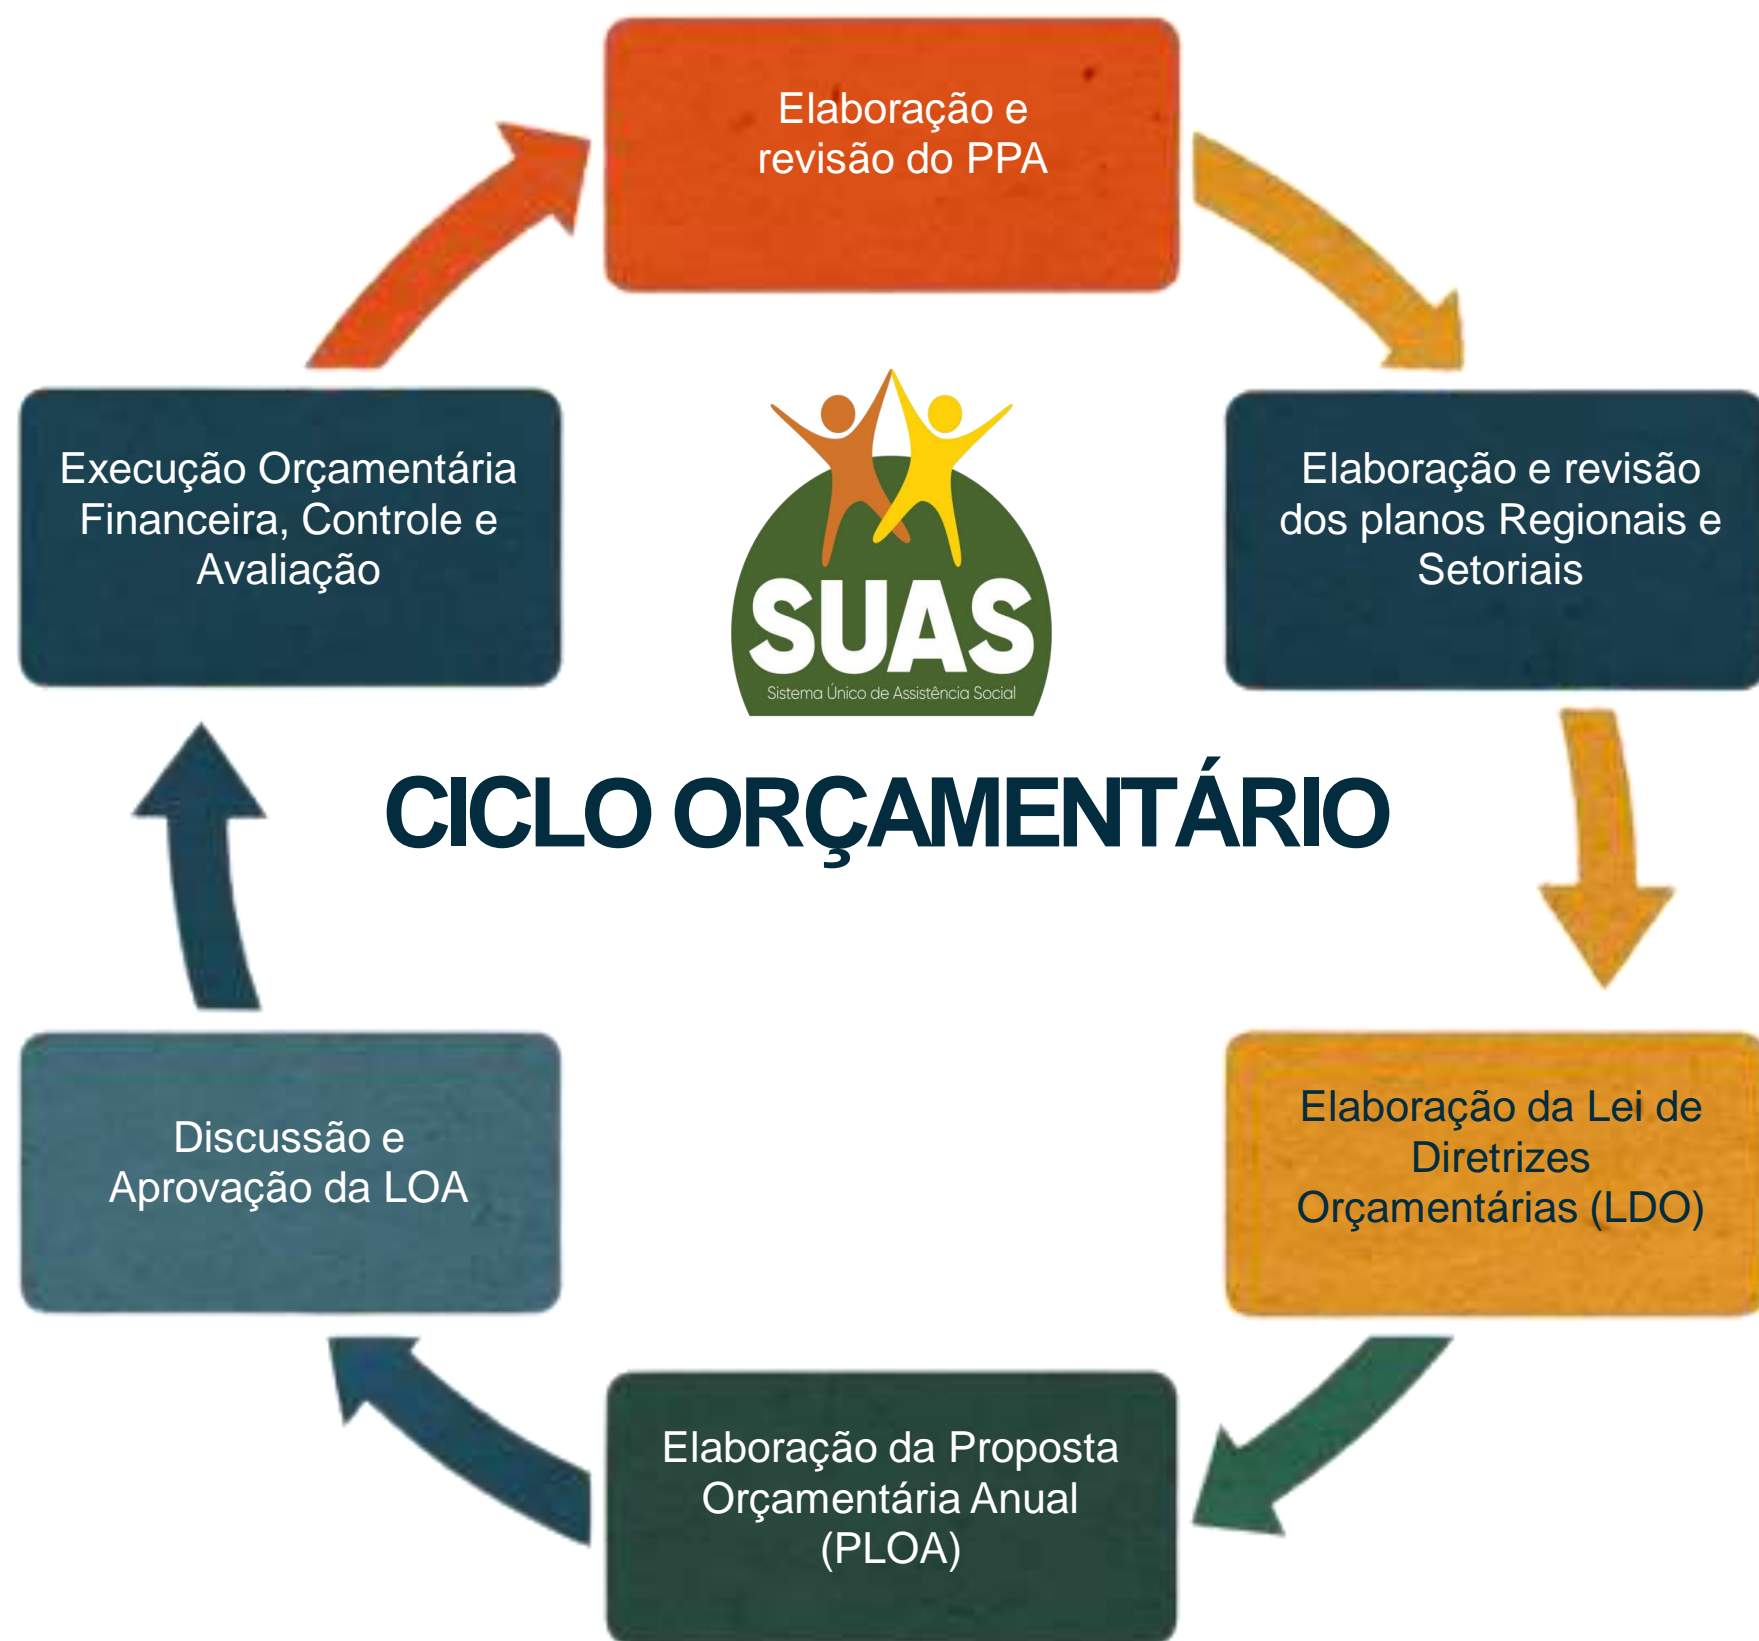 Elaboração e
revisão do PPA
Elaboração e revisão
dos planos Regionais e
Setoriais
Elaboração da Lei de
Diretrizes
Orçamentárias (LDO)
Elaboração da Proposta
Orçamentária Anual
(PLOA)
Discussão e
Aprovação da LOA
Execução Orçamentária
Financeira, Controle e
Avaliação
SUAS
Sistema Único de Assistência Social
CICLO ORÇAMENTÁRIO